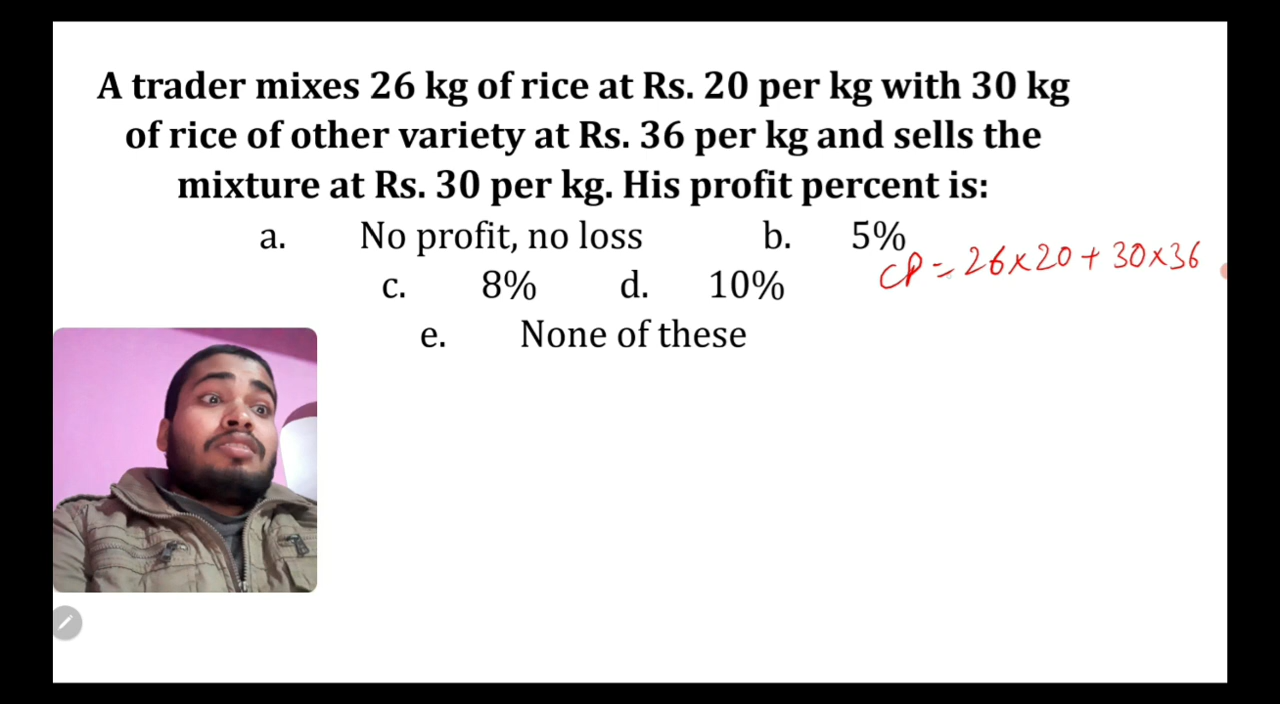 A trader mixes 26 kg of rice at Rs. 20 per kg with 30 kg
of rice of other variety at Rs. 36 per kg and sells the
mixture at Rs. 30 per kg. His profit percent is:
a. No profit, no loss b. 5%
CP = 26×20 + 30×36
c. 8% d. 10%
e. None of these